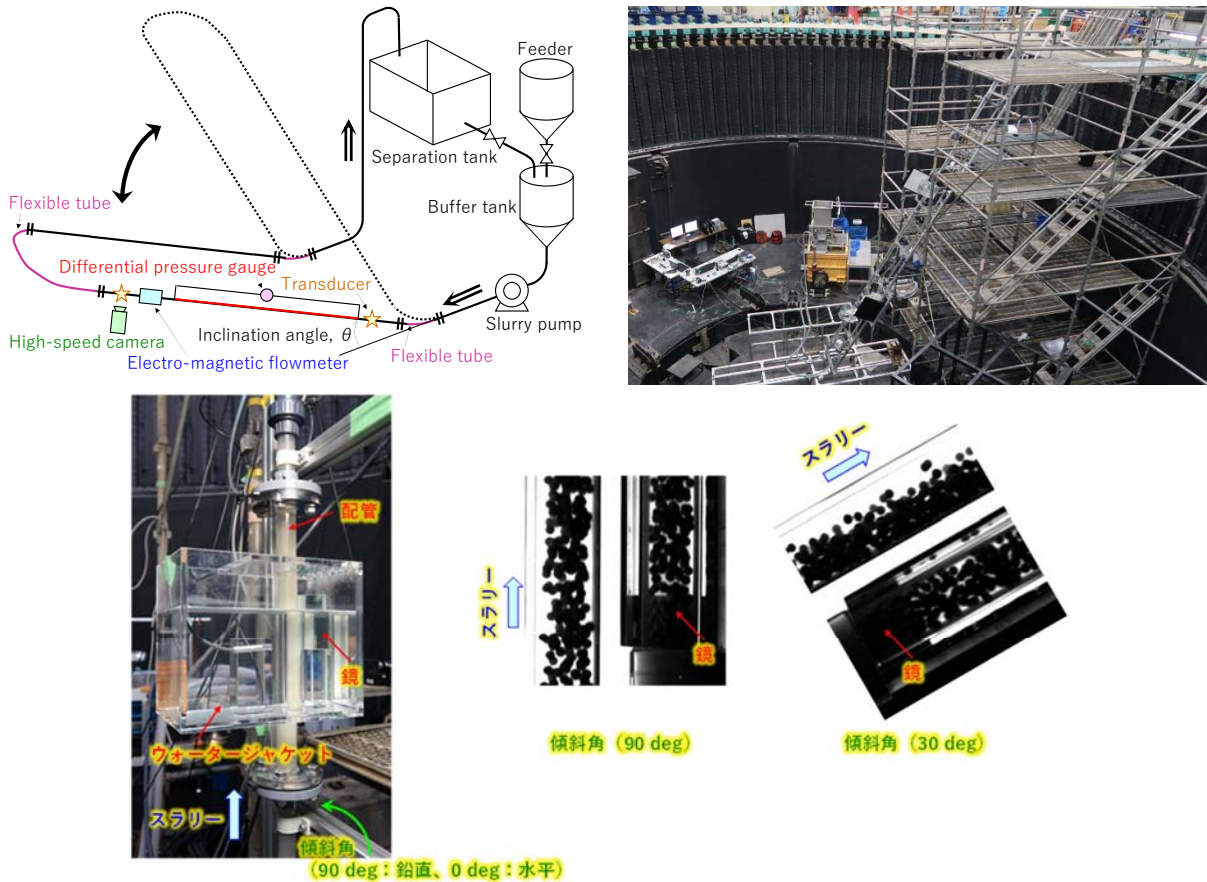 Feeder
Separation tank
Buffer tank
Flexible tube
Differential pressure gauge
Transducer
Slurry pump
Inclination angle, θ
High-speed camera
Electro-magnetic flowmeter
Flexible tube
配管
鏡
ウォータージャケット
スラリー
傾斜角
(90 deg:鉛直、0 deg:水平)
スラリー
鏡
傾斜角(90 deg)
スラリー
鏡
傾斜角(30 deg)